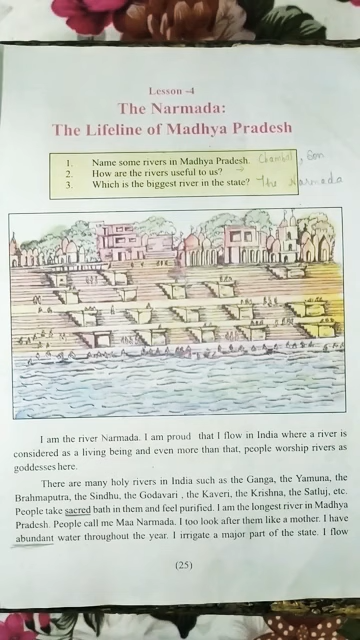 Lesson -4
The Narmada:
The Lifeline of Madhya Pradesh
1. Name some rivers in Madhya Pradesh. Chambal, Son
2. How are the rivers useful to us?
3. Which is the biggest river in the state? The Narmada
I am the river Narmada. I am proud that I flow in India where a river is
considered as a living being and even more than that, people worship rivers as
goddesses here.
There are many holy rivers in India such as the Ganga, the Yamuna, the
Brahmaputra, the Sindhu, the Godavari , the Kaveri, the Krishna, the Satluj, etc.
People take sacred bath in them and feel purified. I am the longest river in Madhya
Pradesh. People call me Maa Narmada. I too look after them like a mother. I have
abundant water throughout the year. I irrigate a major part of the state. I flow
(25)